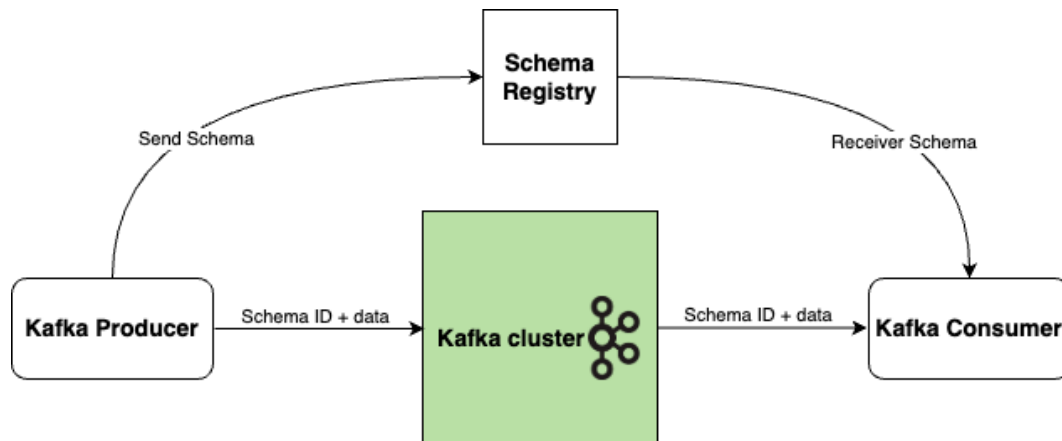 Schema
Registry
Send Schema
Receiver Schema
Kafka Producer
Schema ID + data
Kafka cluster
Schema ID + data
Kafka Consumer